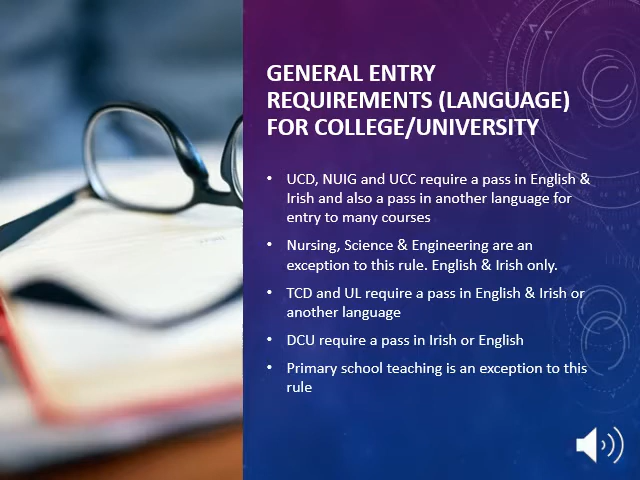 GENERAL ENTRY
REQUIREMENTS (LANGUAGE)
FOR COLLEGE/UNIVERSITY
• UCD, NUIG and UCC require a pass in English &
Irish and also a pass in another language for
entry to many courses
• Nursing, Science & Engineering are an
exception to this rule. English & Irish only.
• TCD and UL require a pass in English & Irish or
another language
• DCU require a pass in Irish or English
• Primary school teaching is an exception to this
rule